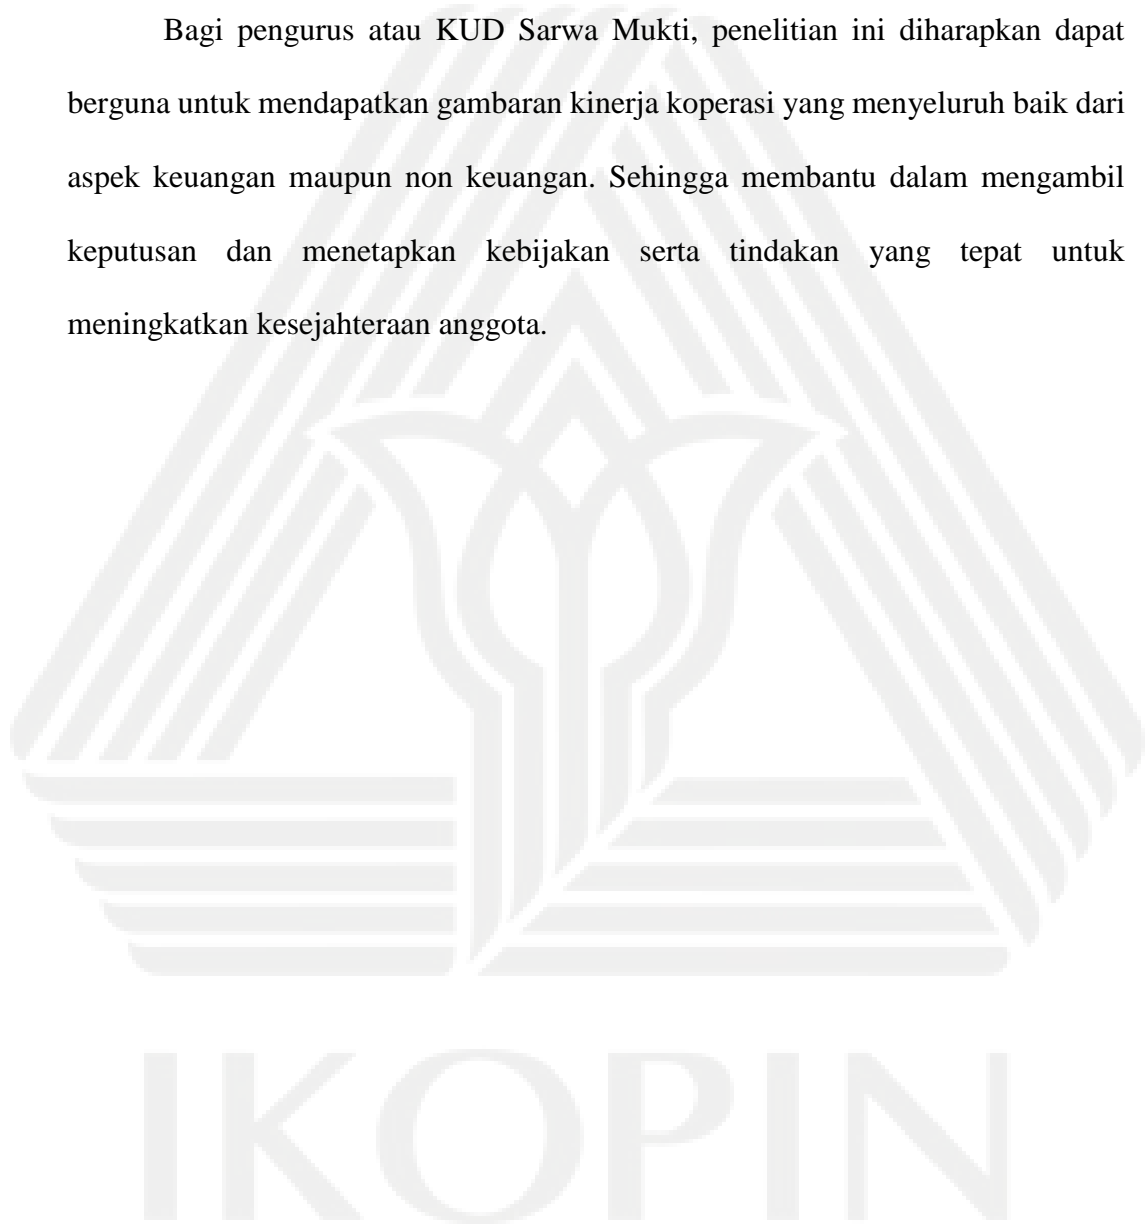 Bagi pengurus atau KUD Sarwa Mukti, penelitian ini diharapkan dapat
berguna untuk mendapatkan gambaran kinerja koperasi yang menyeluruh baik dari
aspek keuangan maupun non keuangan. Sehingga membantu dalam mengambil
keputusan dan menetapkan kebijakan serta tindakan yang tepat untuk
meningkatkan kesejahteraan anggota.
IKOPIN